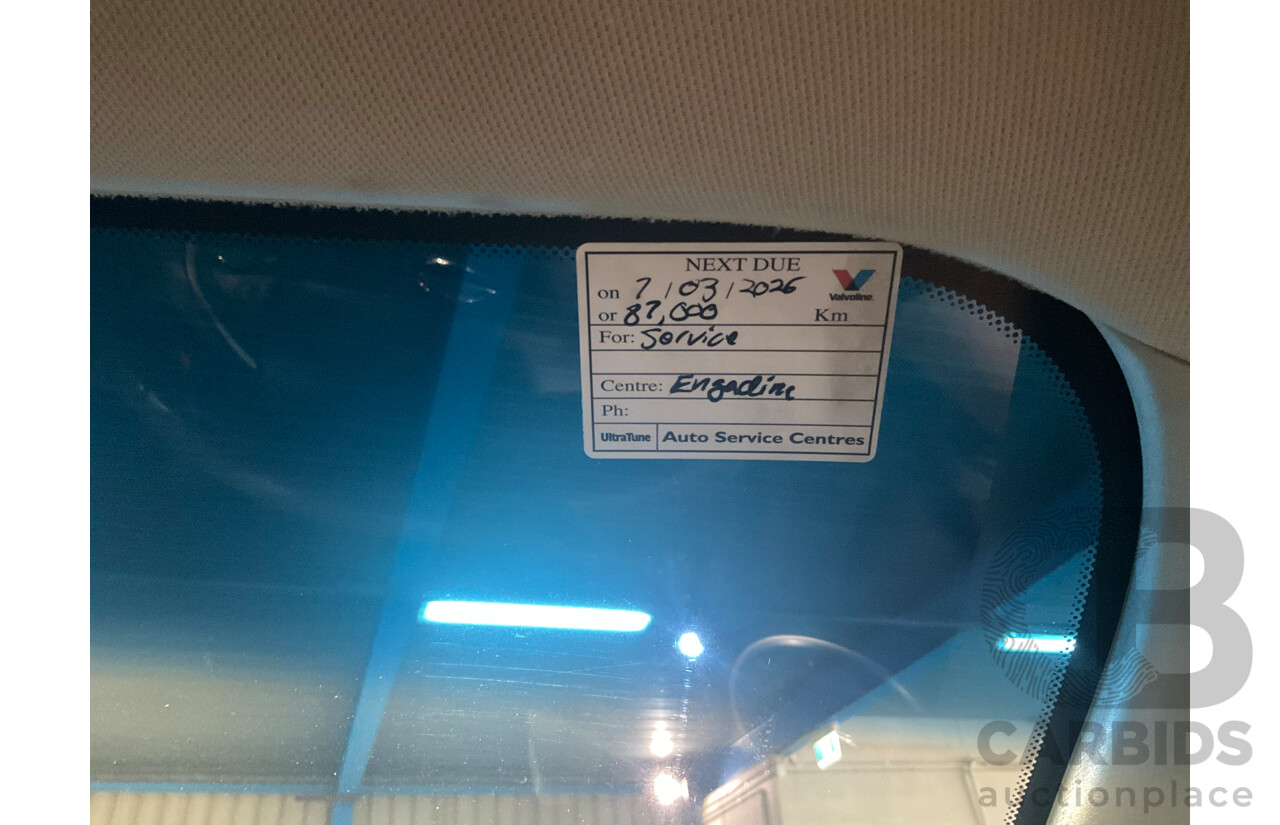 NEXT DUE
Valvoline
on 7/03/2026
or 87,000 Km
For: Service
Centre: Engadine
Ph:
UltraTune Auto Service Centres
CARBIDS
auctionplace